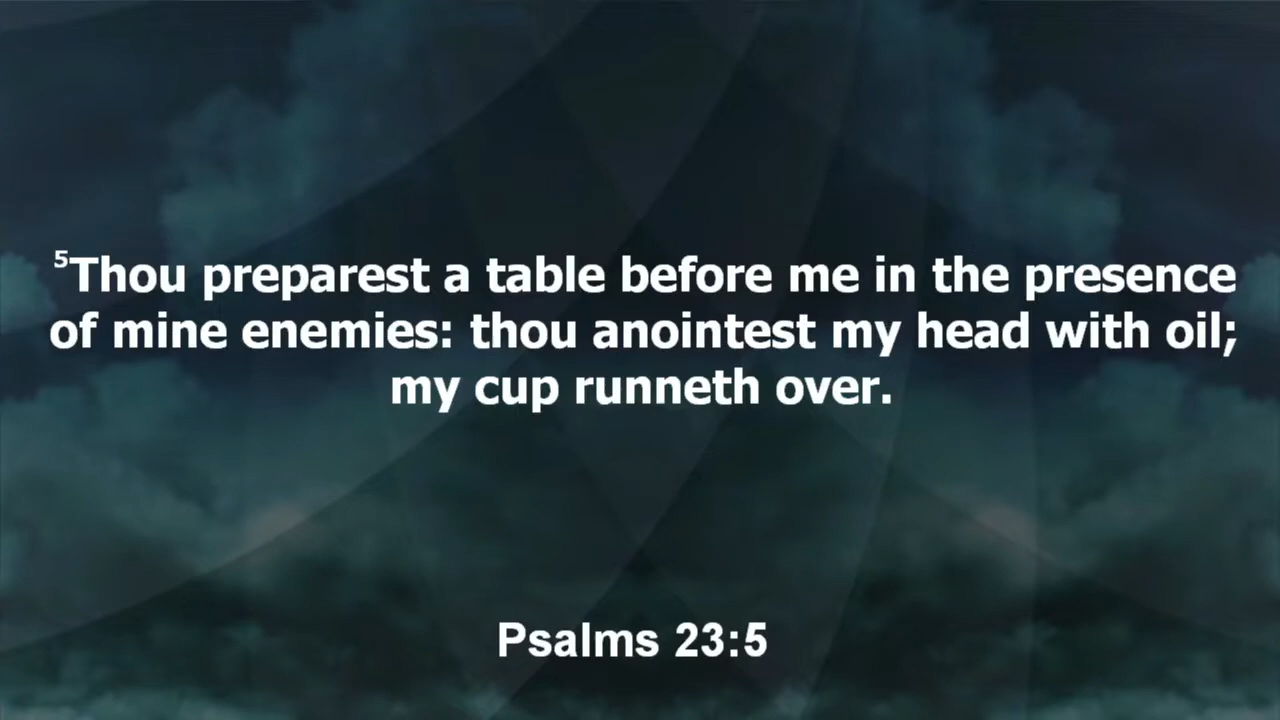 ⁵Thou preparest a table before me in the presence
of mine enemies: thou anointest my head with oil;
my cup runneth over.
Psalms 23:5